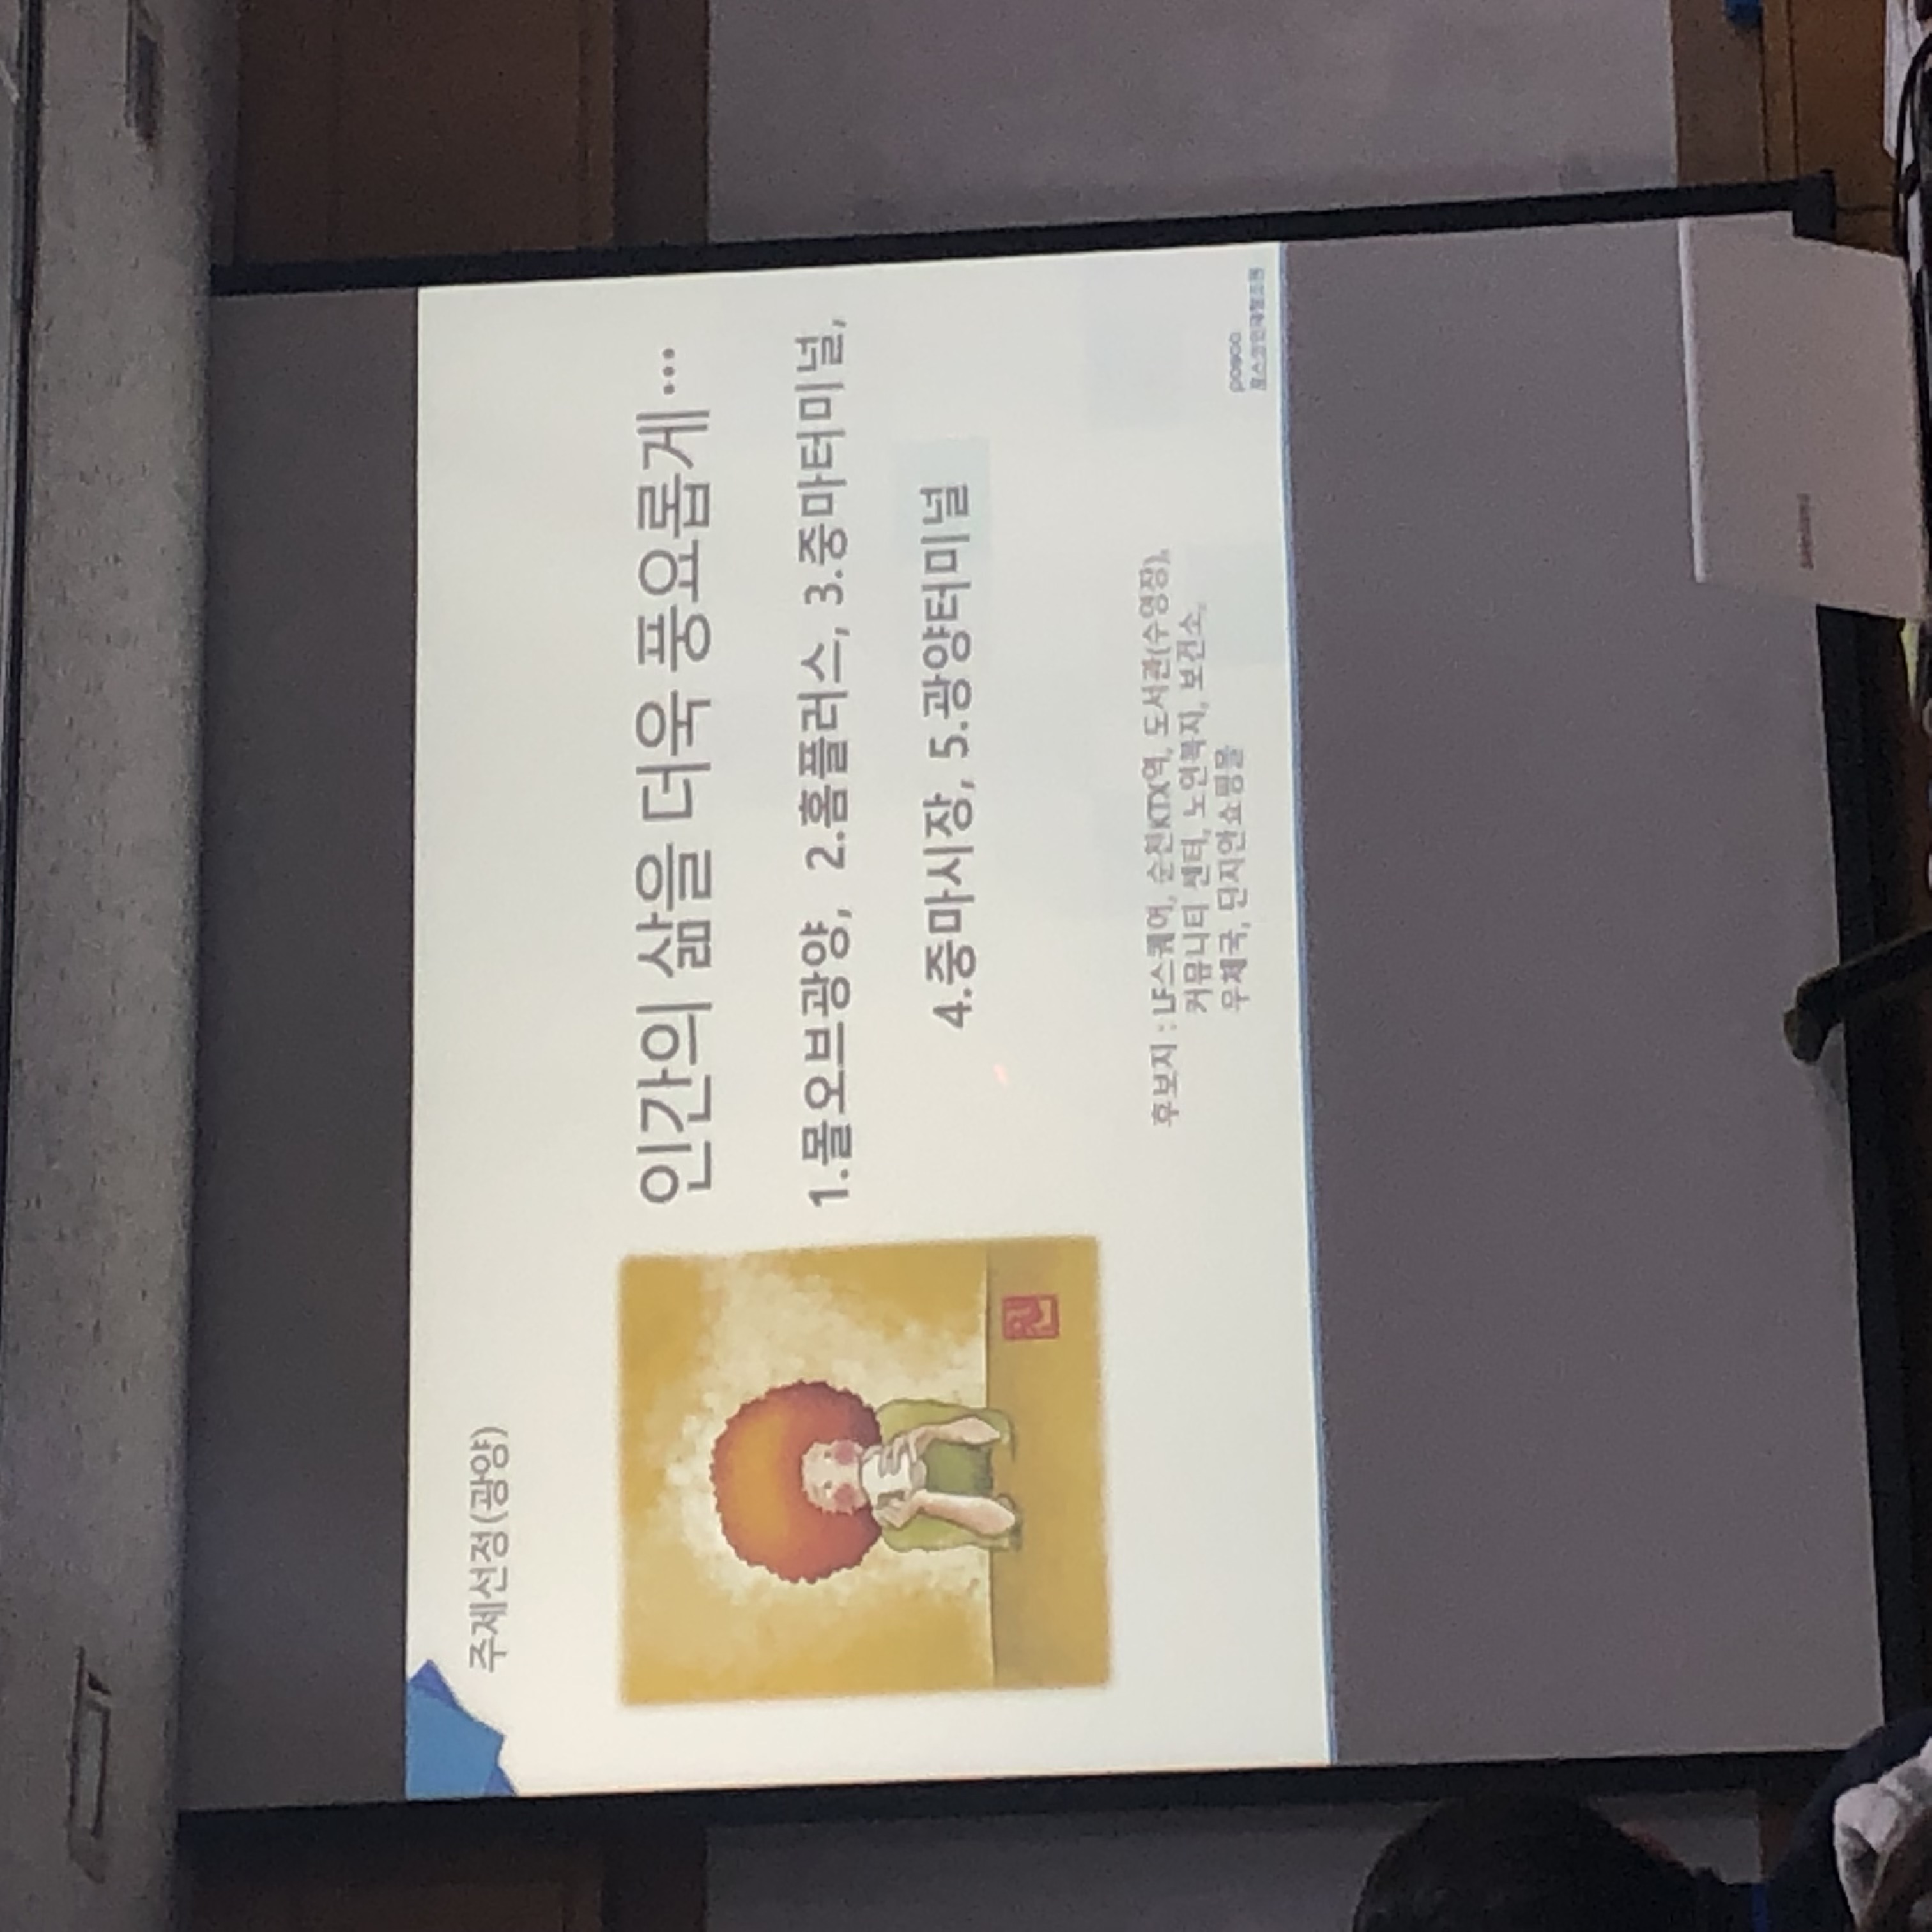 주제선정(광양)
인간의 삶을 더욱 풍요롭게…
1.몰오브광양, 2.홈플러스, 3.중마터미널,
4.중마시장, 5.광양터미널
후보지 : LF스퀘어, 순천KTX역, 도서관(수영장),
커뮤니티 센터, 노인복지, 보건소,
우체국, 단지안쇼핑몰
posco
포스코인재창조원